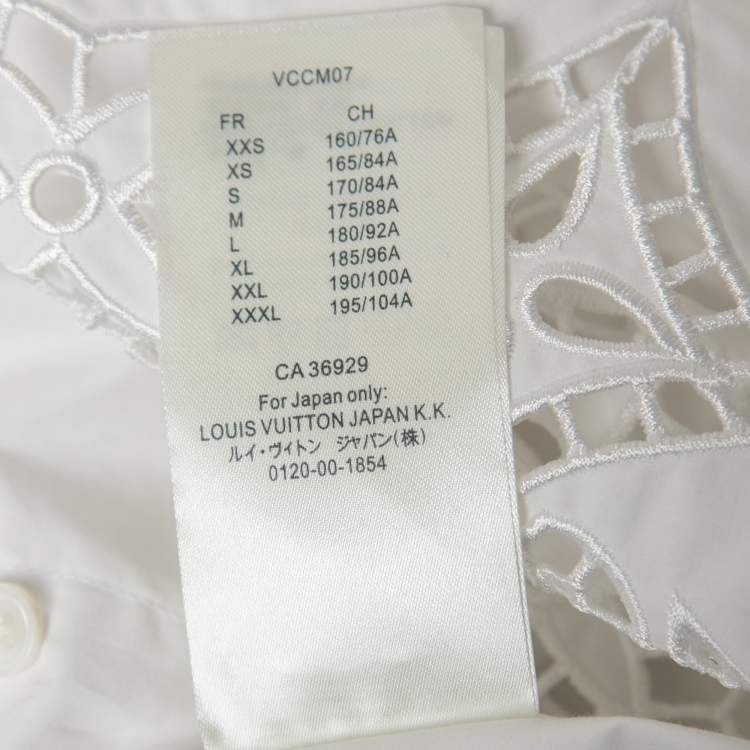 VCCM07
FR CH
XXS 160/76A
XS 165/84A
S 170/84A
M 175/88A
L 180/92A
XL 185/96A
XXL 190/100A
XXXL 195/104A
CA 36929
For Japan only:
LOUIS VUITTON JAPAN K.K.
ルイ・ヴィトン ジャパン(株)
0120-00-1854